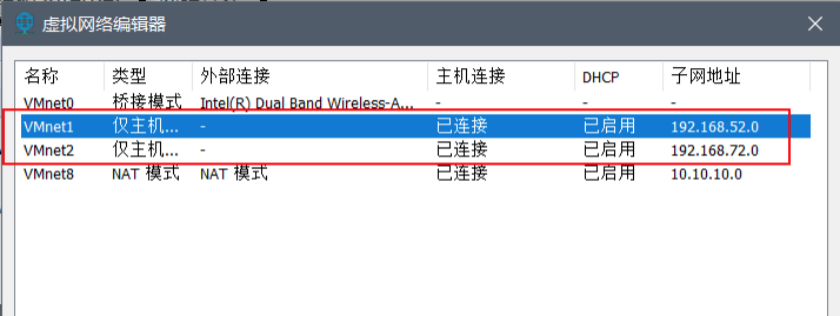 虚拟网络编辑器
名称 类型 外部连接 主机连接 DHCP 子网地址
VMnet0 桥接模式 Intel(R) Dual Band Wireless-A... - - -
VMnet1 仅主机... - 已连接 已启用 192.168.52.0
VMnet2 仅主机... - 已连接 已启用 192.168.72.0
VMnet8 NAT 模式 NAT 模式 已连接 已启用 10.10.10.0